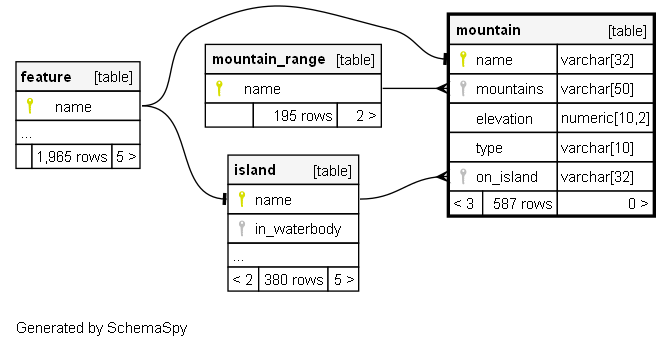 mountain [table]
name varchar[32]
mountains varchar[50]
elevation numeric[10,2]
type varchar[10]
on_island varchar[32]
< 3 587 rows 0 >
mountain_range [table]
name
195 rows 2 >
feature [table]
name
...
1,965 rows 5 >
island [table]
name
in_waterbody
...
< 2 380 rows 5 >
Generated by SchemaSpy